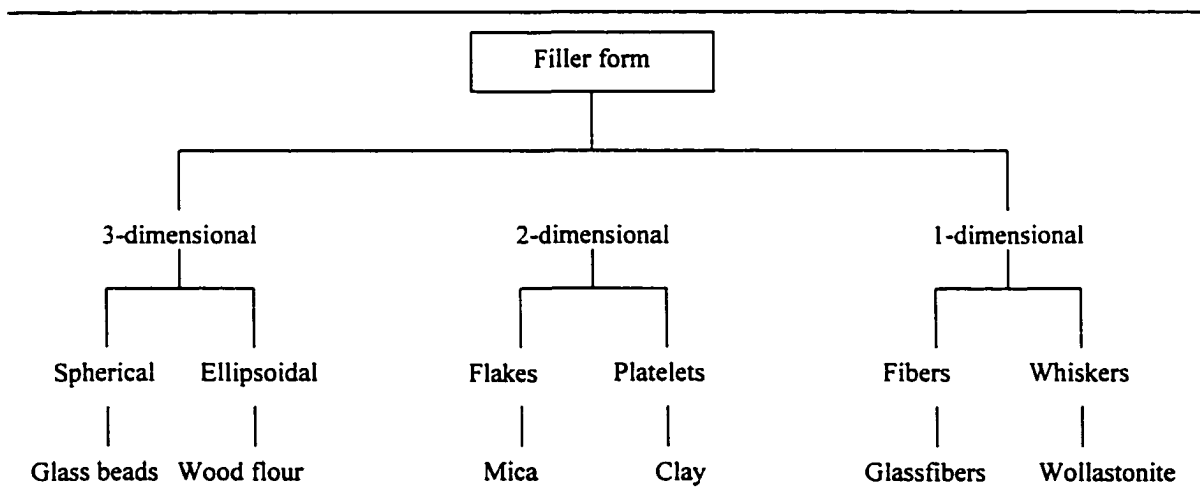 Filler form
3-dimensional 2-dimensional 1-dimensional
Spherical Ellipsoidal Flakes Platelets Fibers Whiskers
Glass beads Wood flour Mica Clay Glassfibers Wollastonite